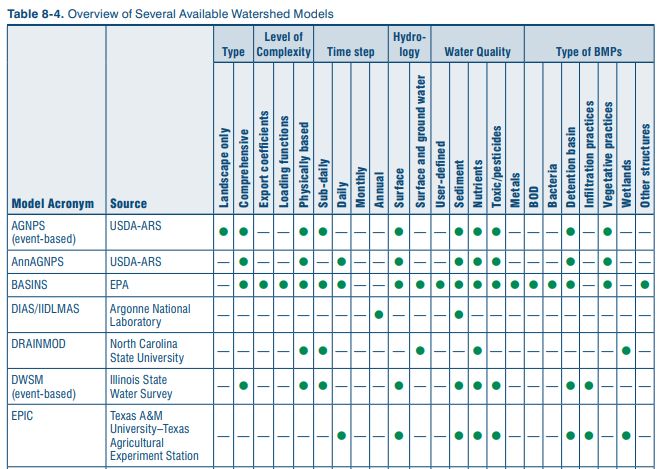 Table 8-4. Overview of Several Available Watershed Models
Type
Level of
Complexity
Time step
Hydro-
logy
Water Quality
Type of BMPs
Model Acronym
Source
Landscape only
Comprehensive
Export coefficients
Loading functions
Physically based
Sub-daily
Daily
Monthly
Annual
Surface
Surface and ground water
User-defined
Sediment
Nutrients
Toxic/pesticides
Metals
BOD
Bacteria
Detention basin
Infiltration practices
Vegetative practices
Wetlands
Other structures
AGNPS
(event-based)
USDA-ARS
AnnAGNPS
USDA-ARS
BASINS
EPA
DIAS/IIDLMAS
Argonne National
Laboratory
DRAINMOD
North Carolina
State University
DWSM
(event-based)
Illinois State
Water Survey
EPIC
Texas A&M
University–Texas
Agricultural
Experiment Station